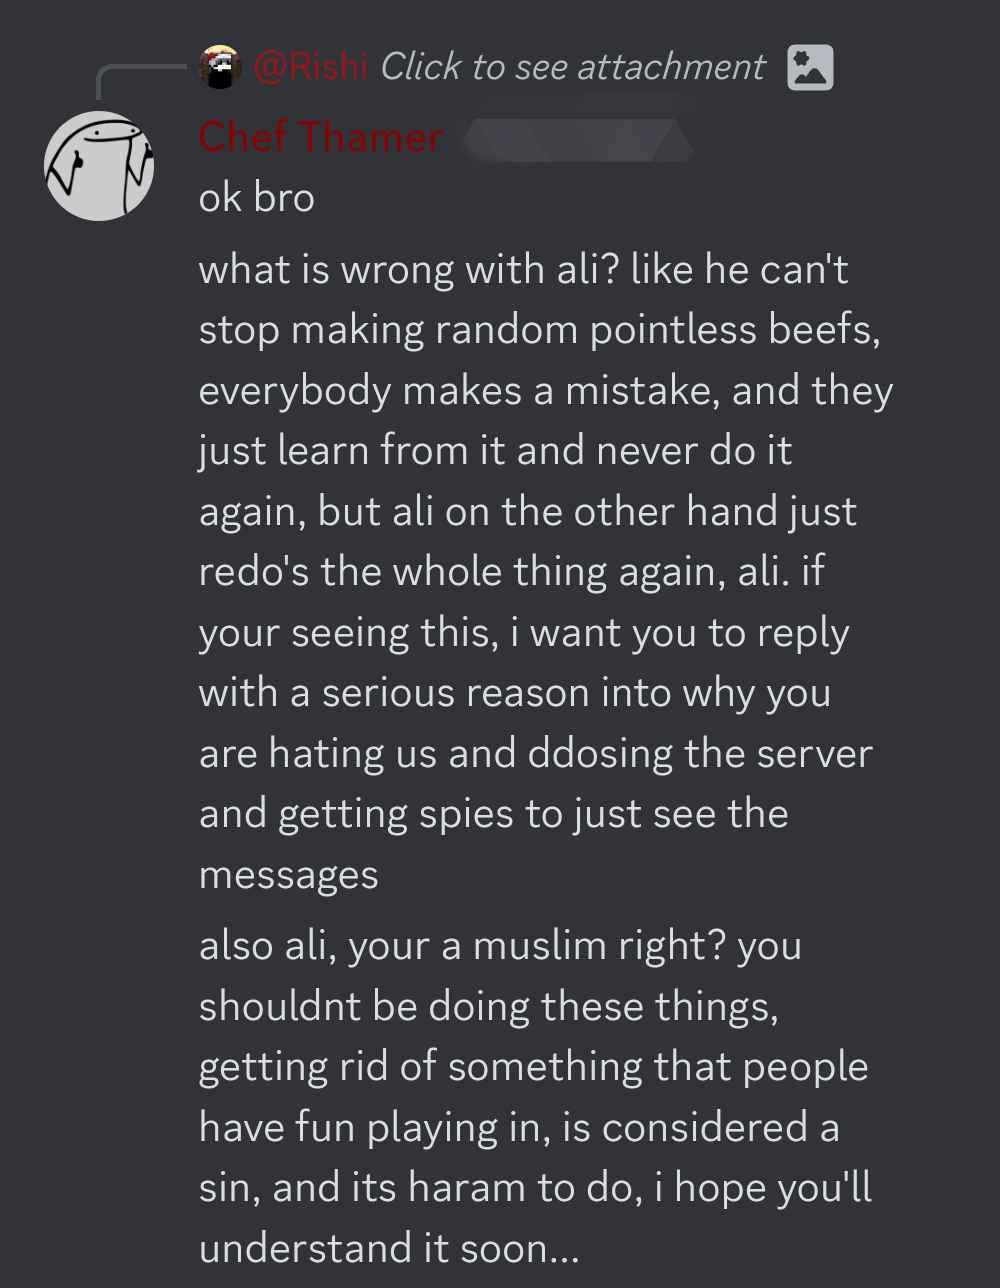 @Rishi Click to see attachment
Chef Thamer
ok bro
what is wrong with ali? like he can't
stop making random pointless beefs,
everybody makes a mistake, and they
just learn from it and never do it
again, but ali on the other hand just
redo's the whole thing again, ali. if
your seeing this, i want you to reply
with a serious reason into why you
are hating us and ddosing the server
and getting spies to just see the
messages
also ali, your a muslim right? you
shouldnt be doing these things,
getting rid of something that people
have fun playing in, is considered a
sin, and its haram to do, i hope you'll
understand it soon...